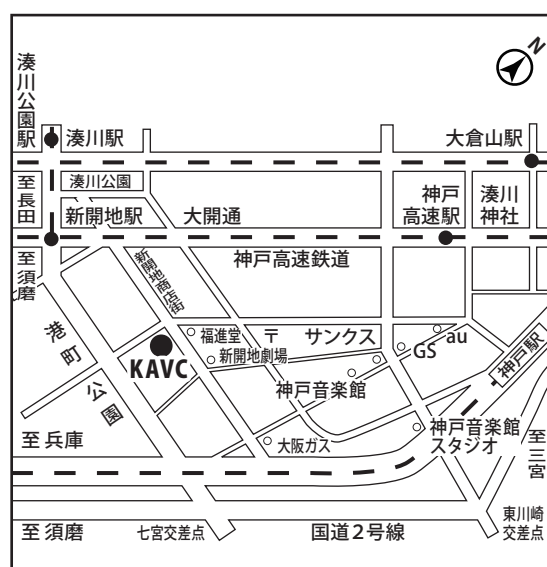 N
湊川公園駅
湊川駅
大倉山駅
至長田
湊川公園
神戸
高速駅
湊川
神社
新開地駅
大開通
至須磨
新開地商店街
神戸高速鉄道
港町
公園
福進堂
〒
サンクス
au
新開地劇場
GS
KAVC
神戸駅
神戸音楽館
神戸音楽館
スタジオ
至兵庫
大阪ガス
至三宮
至須磨
七宮交差点
国道2号線
東川崎
交差点